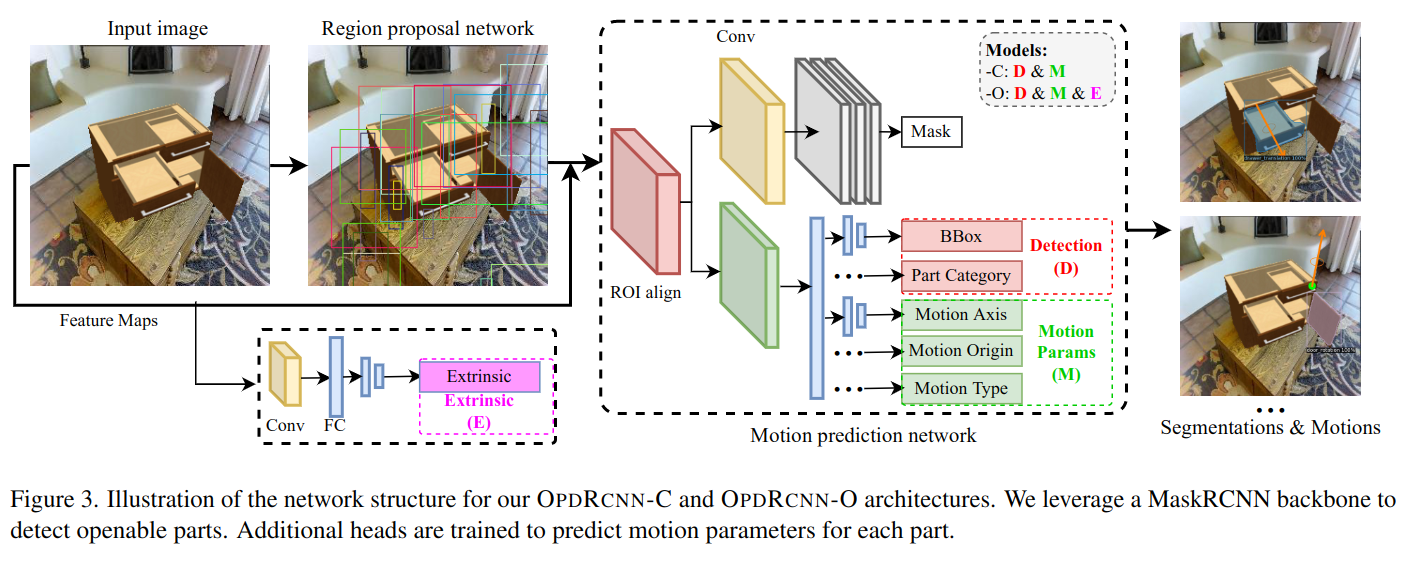 Input image
Region proposal network
Conv
Models:
-C: D & M
-O: D & M & E
Mask
ROI align
BBox
Part Category
Detection
(D)
Motion Axis
Motion Origin
Motion Type
Motion
Params
(M)
Feature Maps
Conv
FC
Extrinsic
Extrinsic
(E)
Motion prediction network
drawer_translation 100%
door_rotation 100%
Segmentations & Motions
Figure 3. Illustration of the network structure for our OPDRCNN-C and OPDRCNN-O architectures. We leverage a MaskRCNN backbone to
detect openable parts. Additional heads are trained to predict motion parameters for each part.